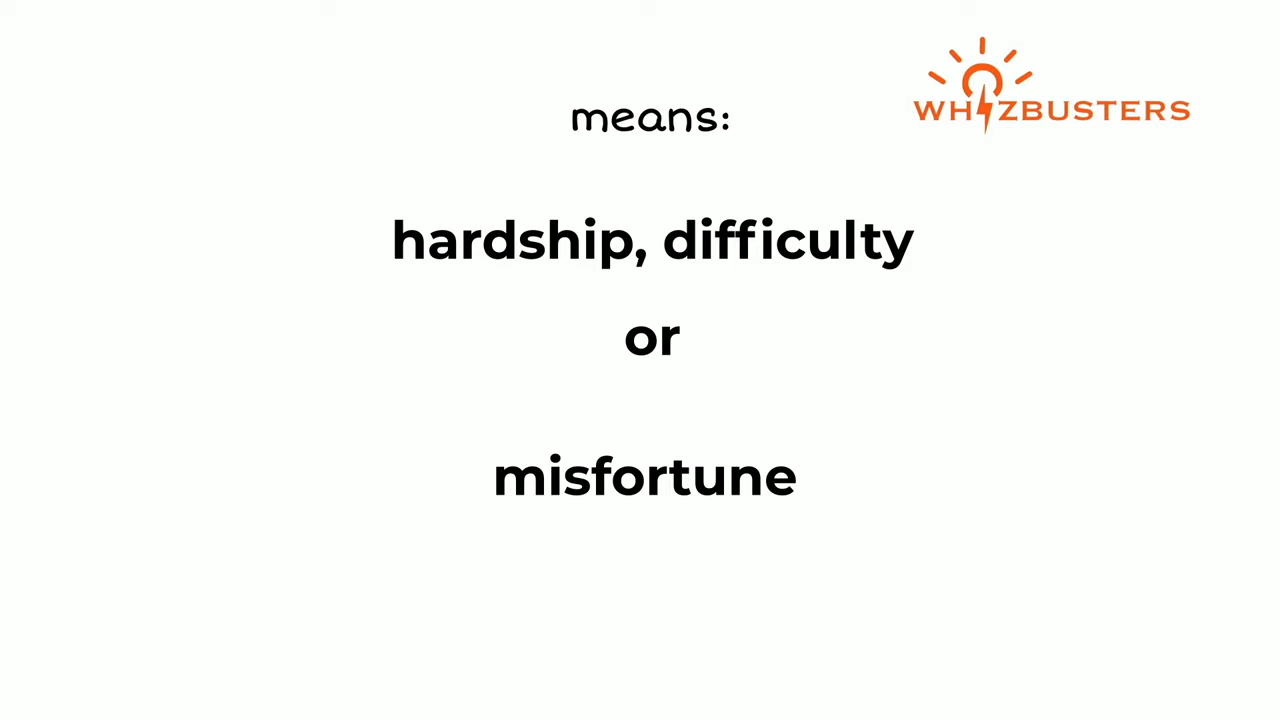 WHIZBUSTERS
means:
hardship, difficulty
or
misfortune